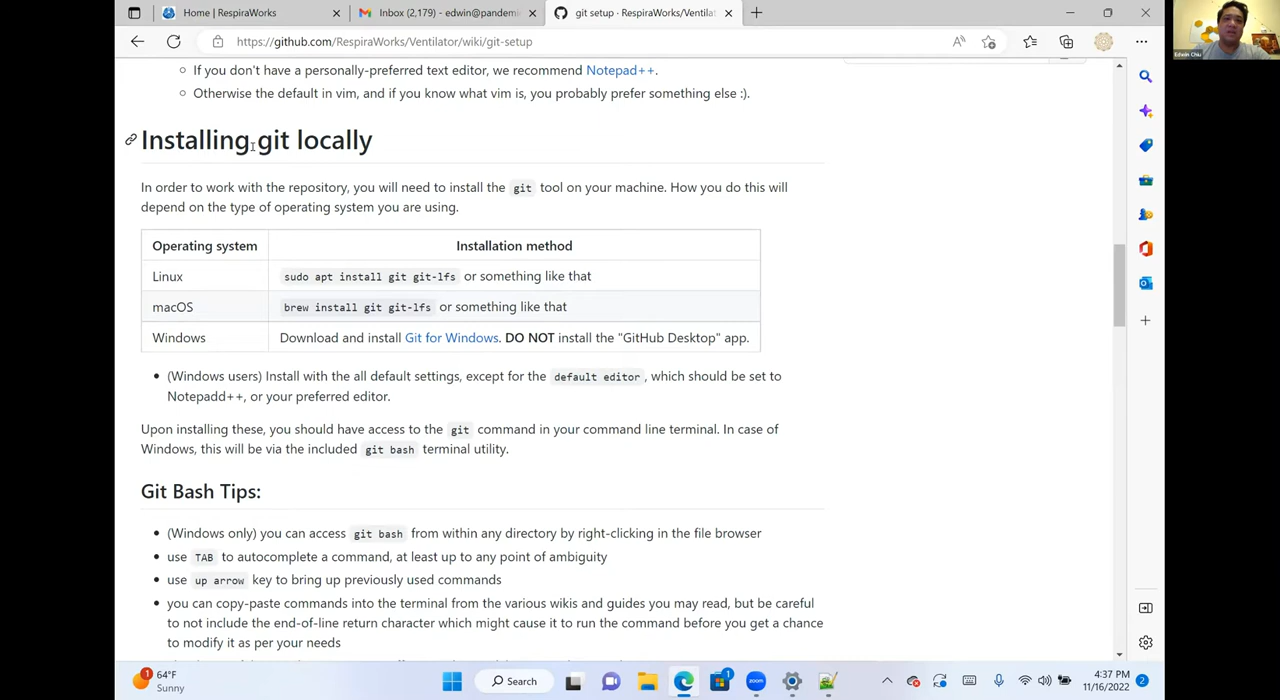 Home | RespiraWorks
Inbox (2,179) - edwin@pandemi
git setup · RespiraWorks/Ventilat
https://github.com/RespiraWorks/Ventilator/wiki/git-setup
Edwin Chiu
If you don't have a personally-preferred text editor, we recommend Notepad++.
Otherwise the default in vim, and if you know what vim is, you probably prefer something else :).
Installing git locally
In order to work with the repository, you will need to install the git tool on your machine. How you do this will
depend on the type of operating system you are using.
Operating system Installation method
Linux sudo apt install git git-lfs or something like that
macOS brew install git git-lfs or something like that
Windows Download and install Git for Windows. DO NOT install the "GitHub Desktop" app.
(Windows users) Install with the all default settings, except for the default editor, which should be set to
Notepadd++, or your preferred editor.
Upon installing these, you should have access to the git command in your command line terminal. In case of
Windows, this will be via the included git bash terminal utility.
Git Bash Tips:
(Windows only) you can access git bash from within any directory by right-clicking in the file browser
use TAB to autocomplete a command, at least up to any point of ambiguity
use up arrow key to bring up previously used commands
you can copy-paste commands into the terminal from the various wikis and guides you may read, but be careful
to not include the end-of-line return character which might cause it to run the command before you get a chance
to modify it as per your needs
1
64°F
Sunny
Search
1
zoom
4:37 PM
11/16/2022
2